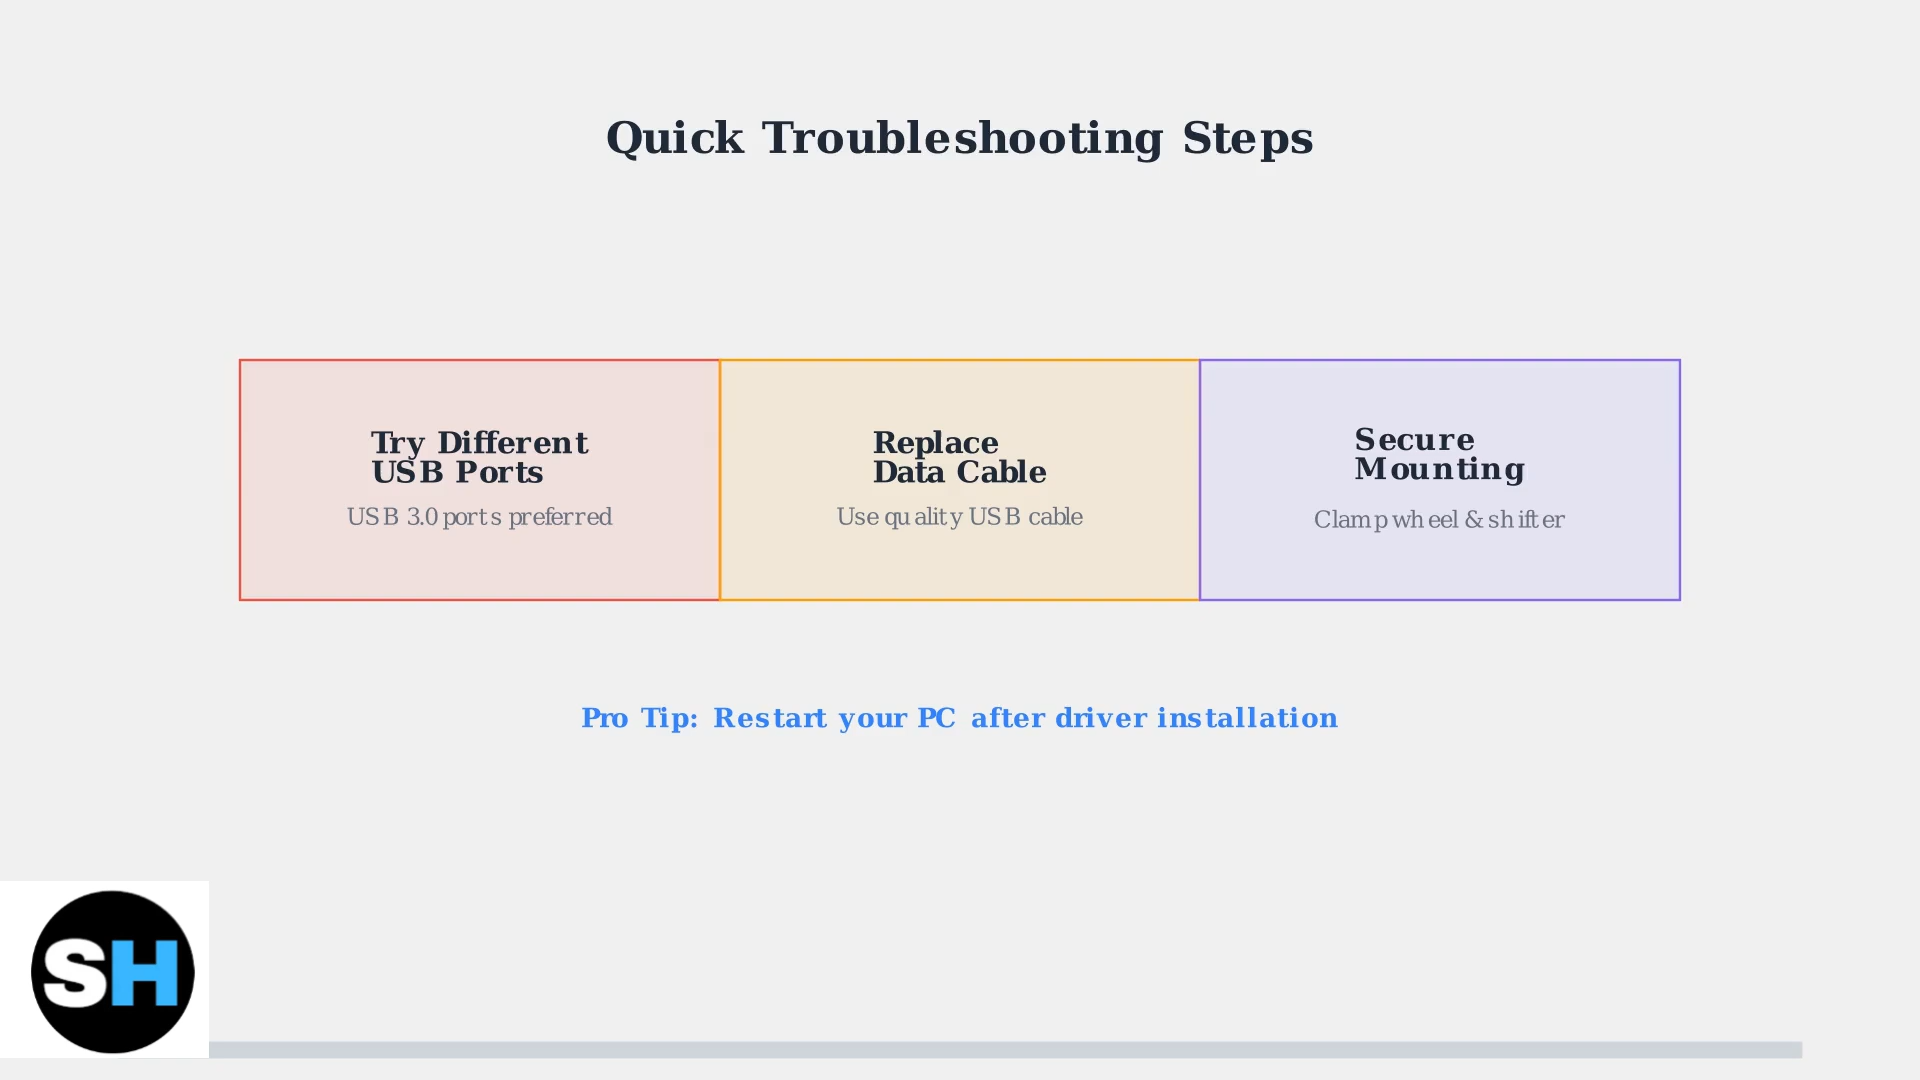 Quick Troubleshooting Steps
Try Different
USB Ports
USB 3.0 ports preferred
Replace
Data Cable
Use quality USB cable
Secure
Mounting
Clamp wheel & shifter
Pro Tip: Restart your PC after driver installation
SH